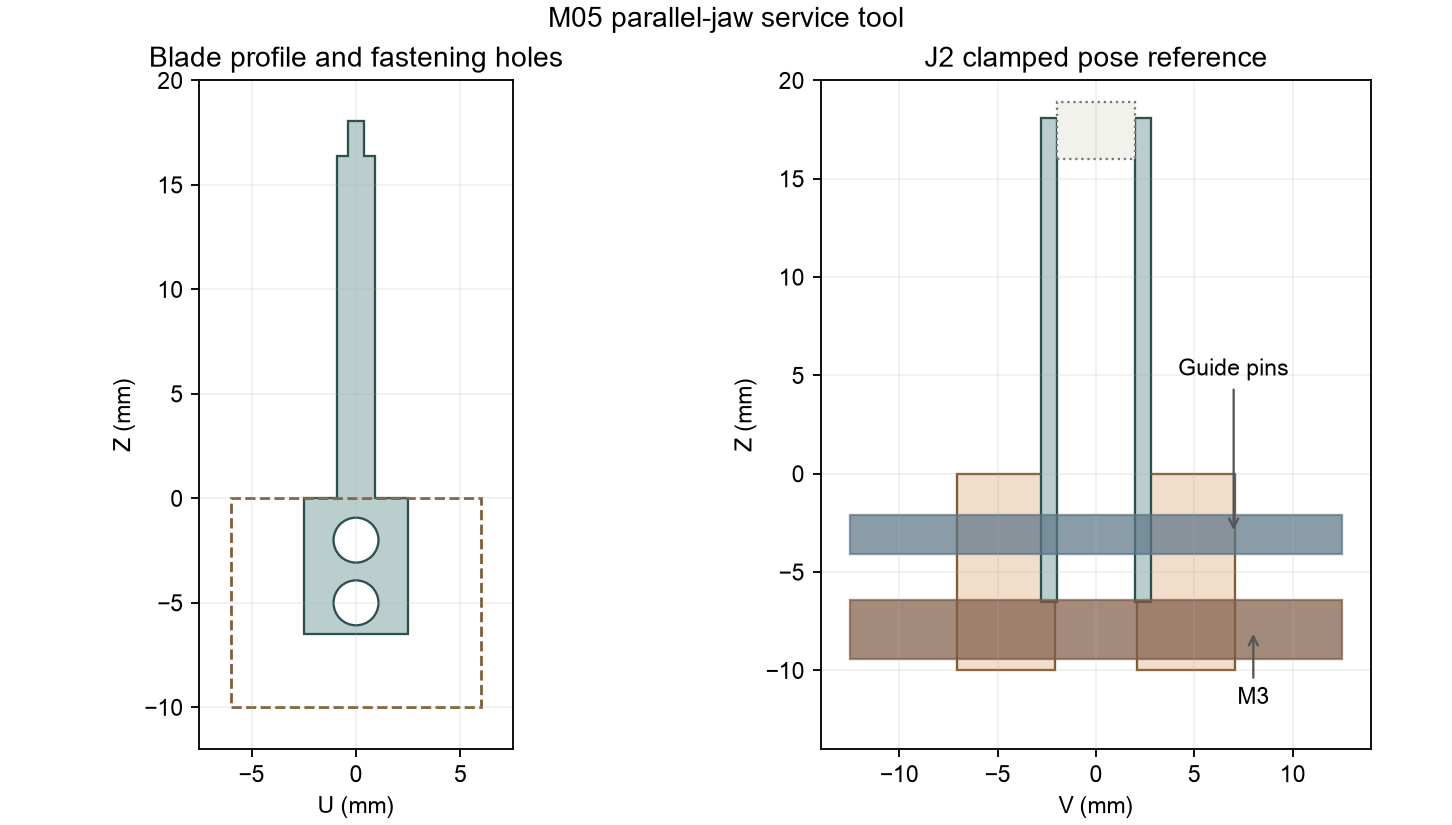 M05 parallel-jaw service tool
Blade profile and fastening holes
20
15
10
5
0
−5
−10
Z (mm)
−5 0 5
U (mm)
J2 clamped pose reference
20
15
10
5
0
−5
−10
Z (mm)
Guide pins
M3
−10 −5 0 5 10
V (mm)